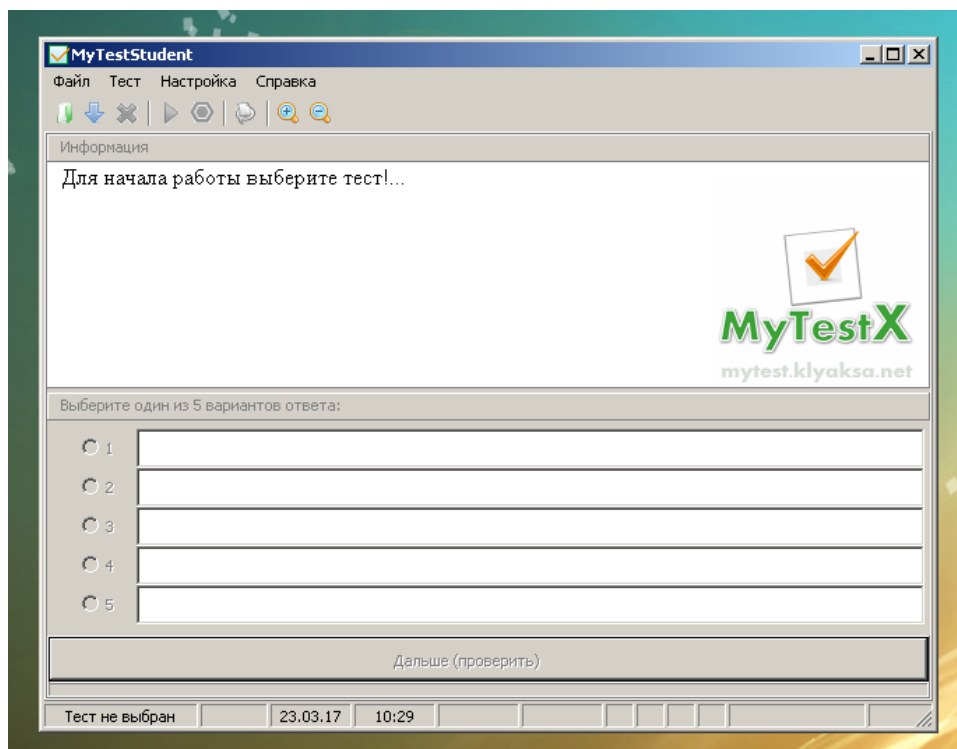 MyTestStudent
Файл Тест Настройка Справка
Информация
Для начала работы выберите тест!...
MyTestX
mytest.klyaksa.net
Выберите один из 5 вариантов ответа:
1
2
3
4
5
Дальше (проверить)
Тест не выбран 23.03.17 10:29